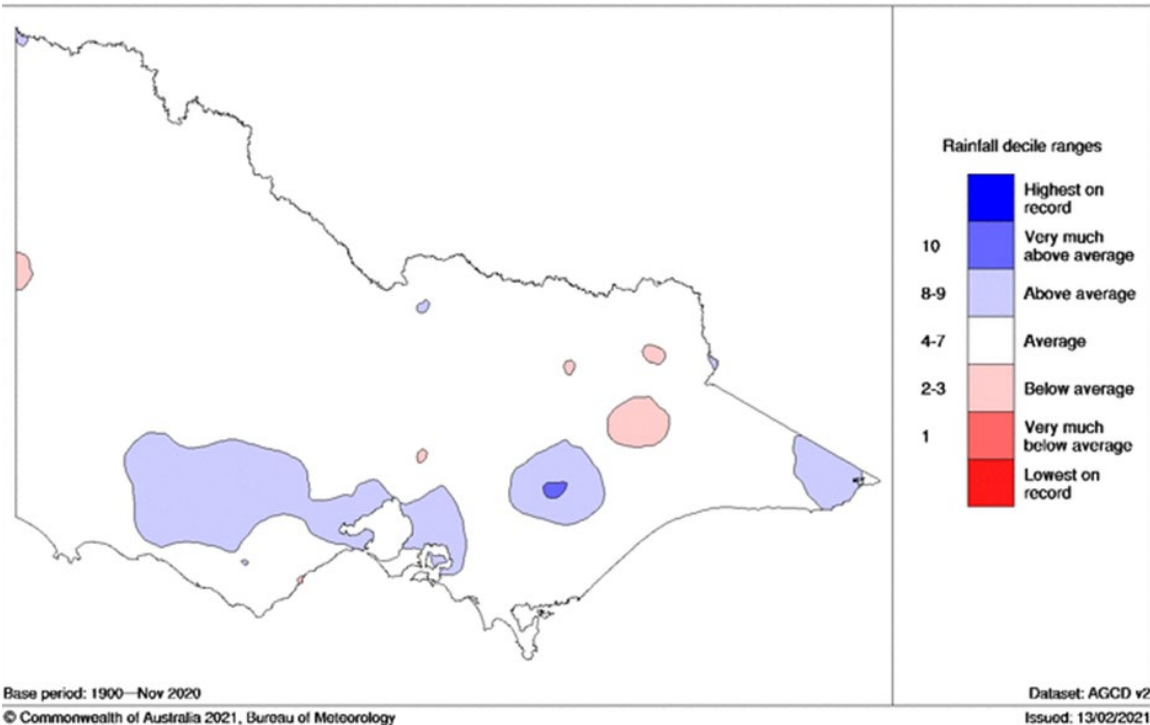 Rainfall decile ranges
Highest on
record
10
Very much
above average
8-9
Above average
4-7
Average
2-3
Below average
1
Very much
below average
Lowest on
record
Base period: 1900—Nov 2020
Dataset: AGCD v2
© Commonwealth of Australia 2021, Bureau of Meteorology
Issued: 13/02/2021